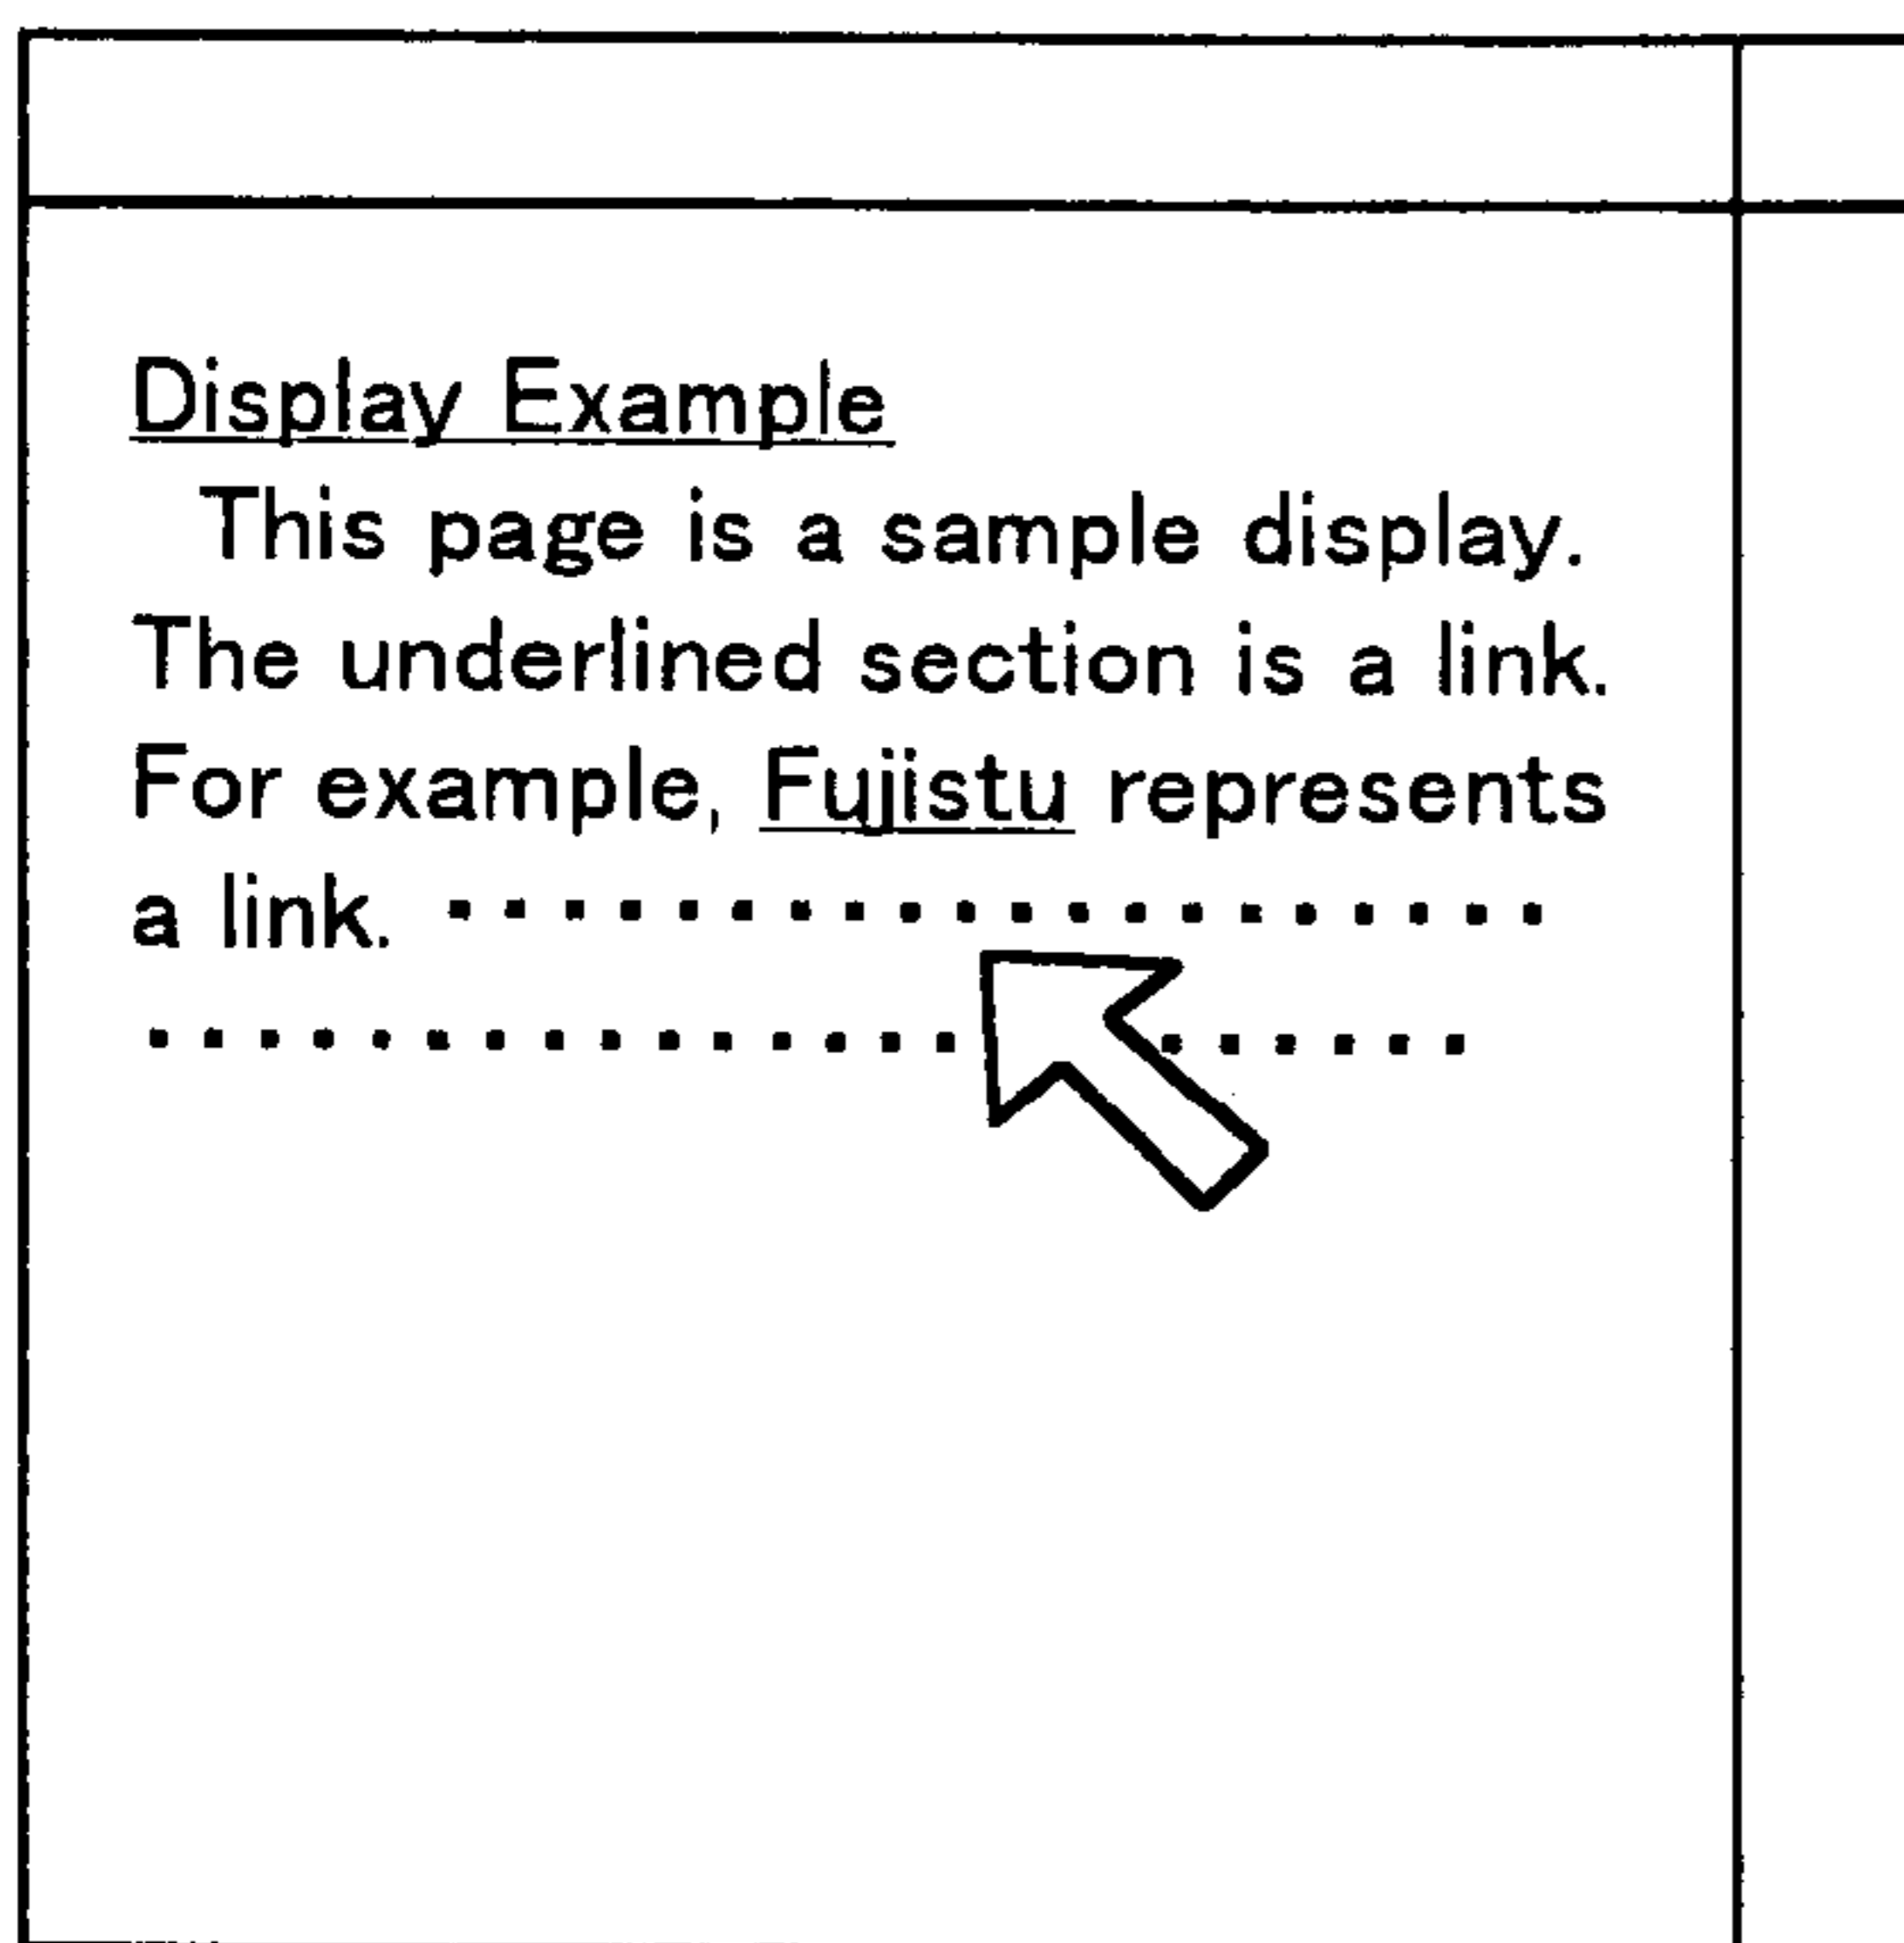 Display Example
This page is a sample display.
The underlined section is a link.
For example, Fujistu represents
a link. · · · · · · · · · · · · · · · · · · · ·
· · · · · · · · · · · · · · · · · · · · ·